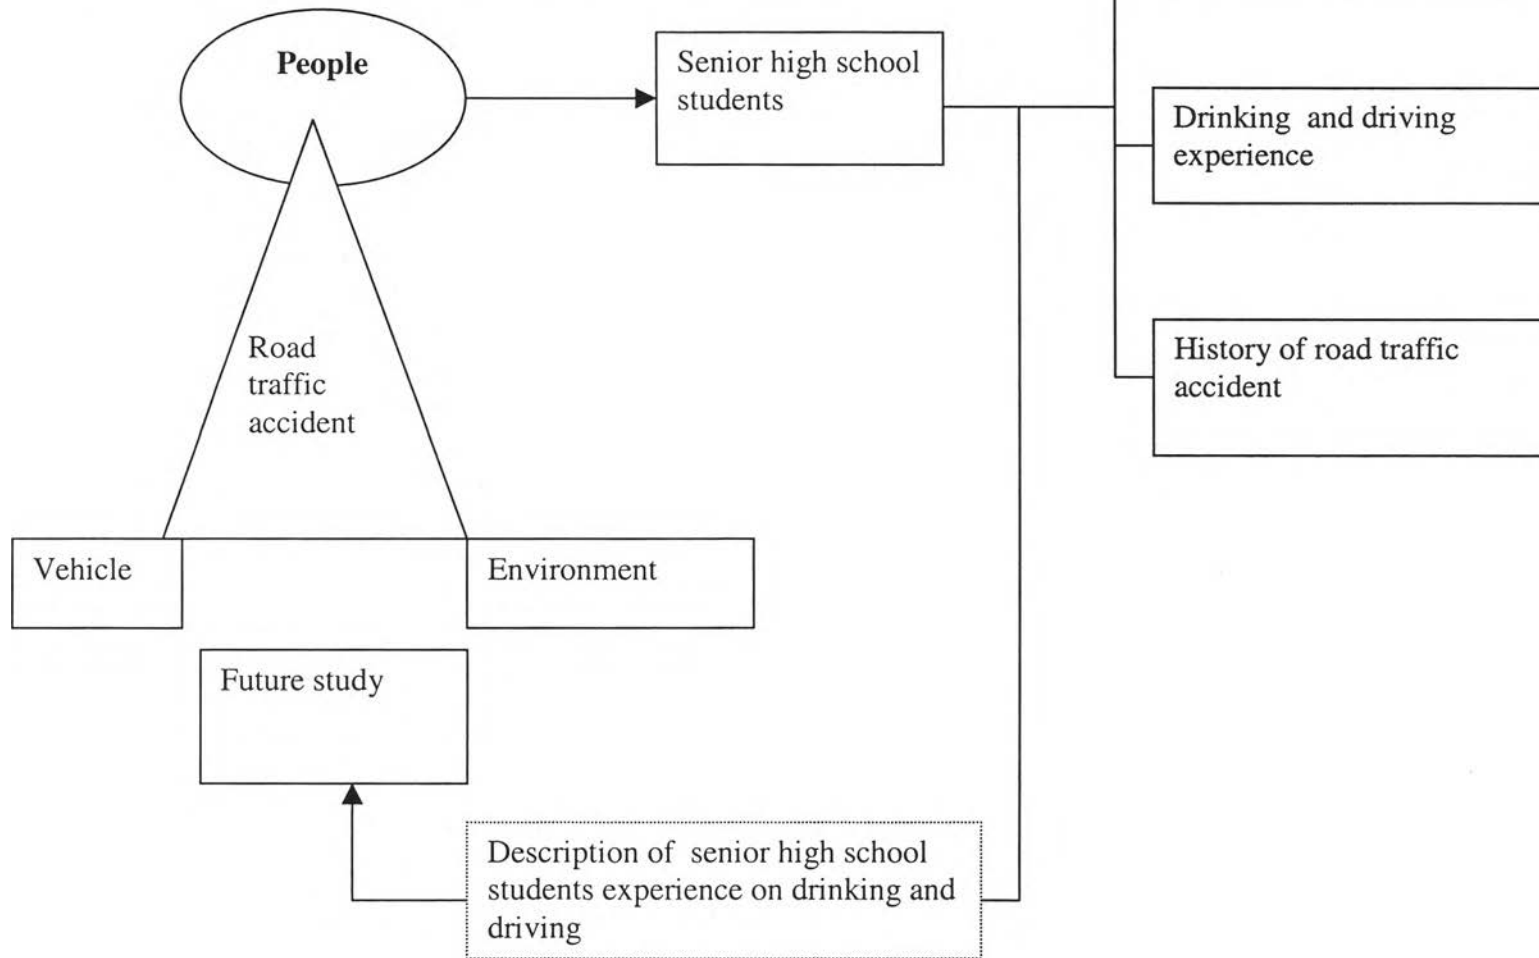 People
Senior high school
students
Drinking and driving
experience
History of road traffic
accident
Road
traffic
accident
Vehicle
Environment
Future study
Description of senior high school
students experience on drinking and
driving